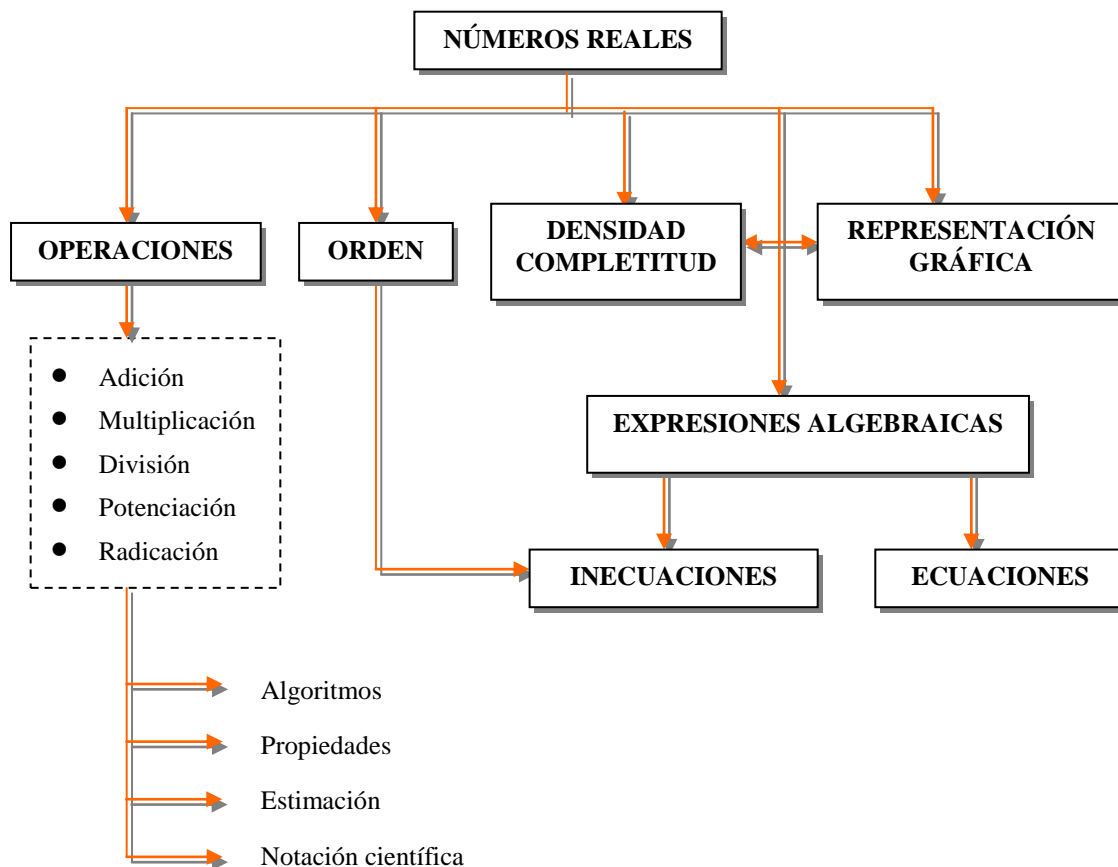 NÚMEROS REALES
OPERACIONES
ORDEN
DENSIDAD
COMPLETITUD
REPRESENTACIÓN
GRÁFICA
● Adición
● Multiplicación
● División
● Potenciación
● Radicación
EXPRESIONES ALGEBRAICAS
INECUACIONES
ECUACIONES
Algoritmos
Propiedades
Estimación
Notación científica